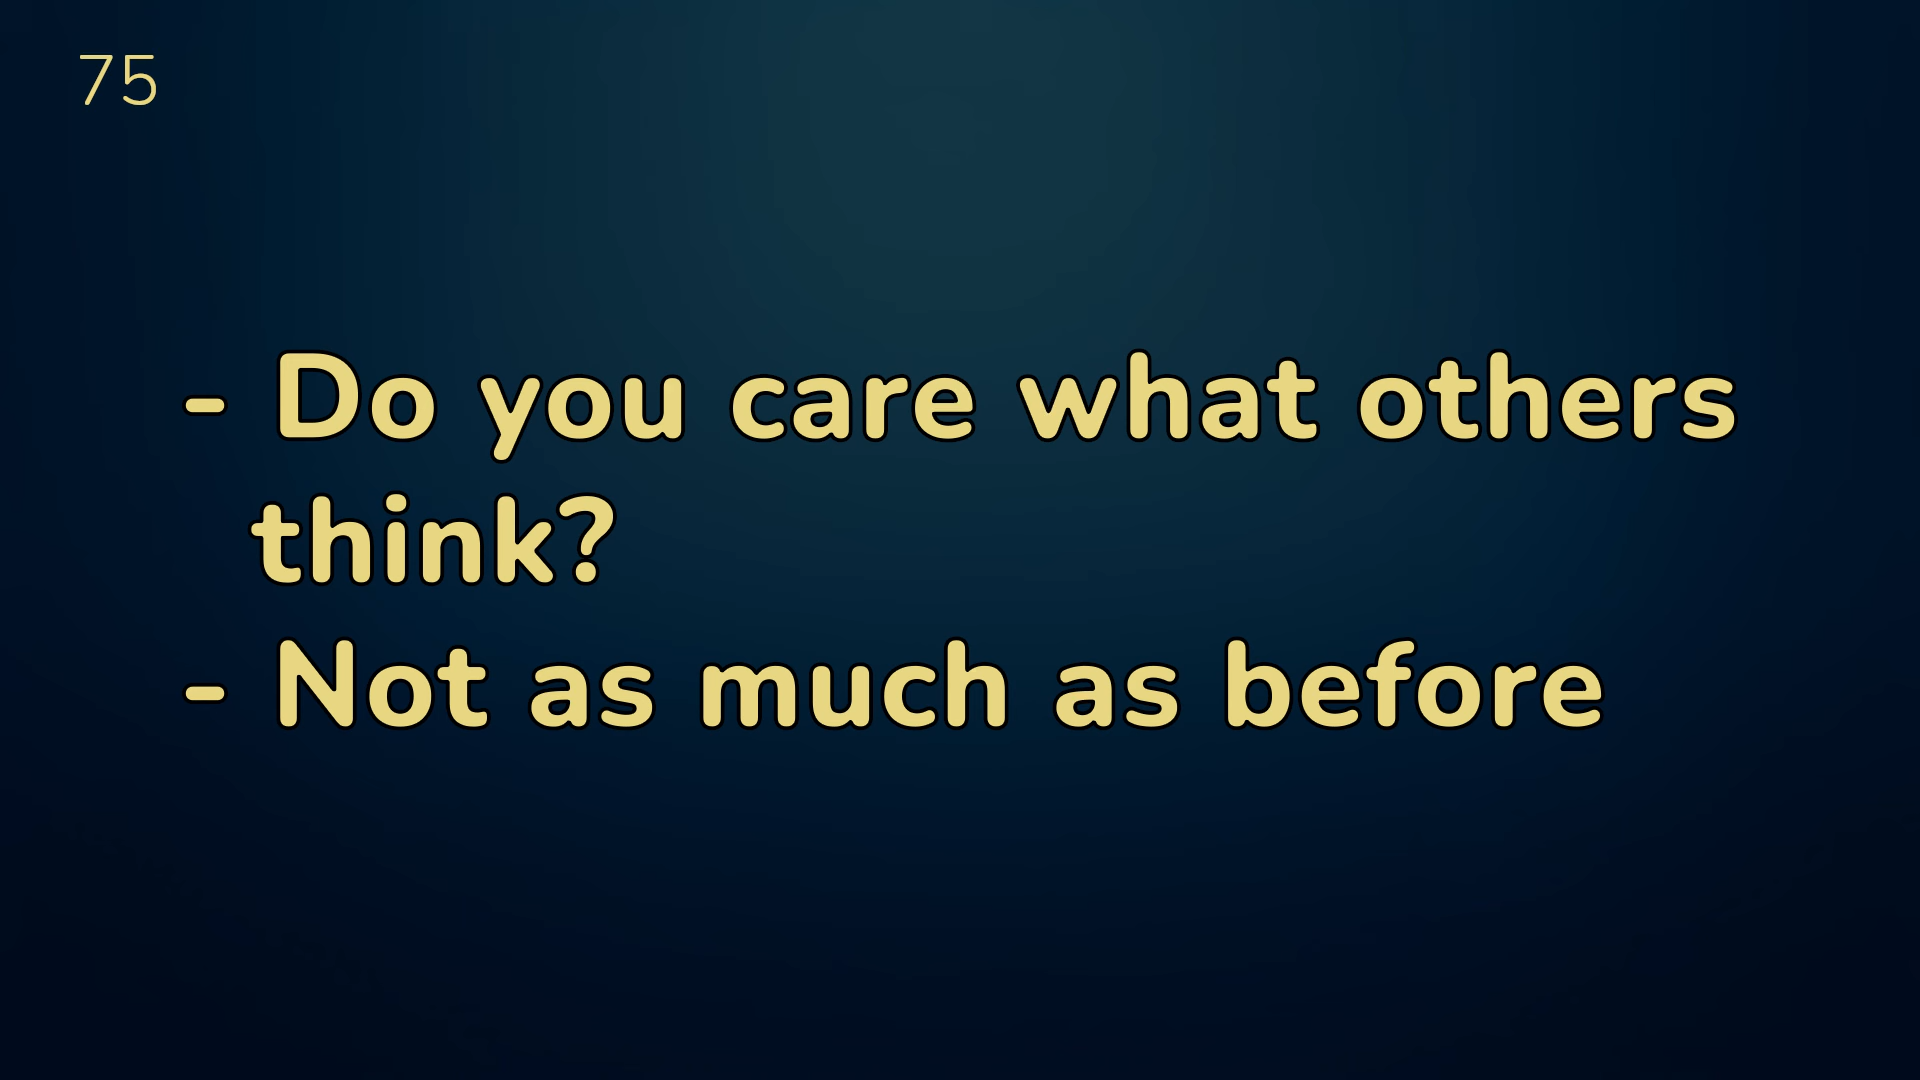 75
- Do you care what others
think?
- Not as much as before